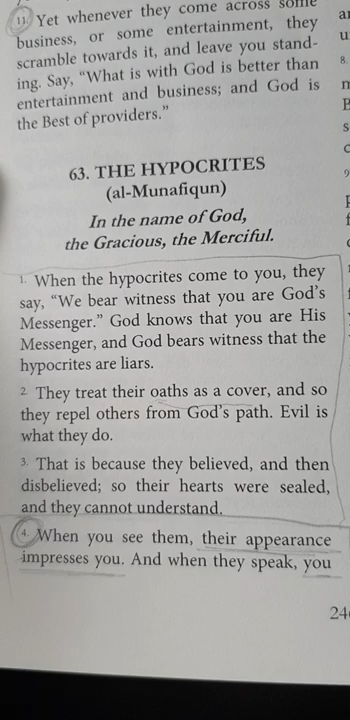 11. Yet whenever they come across some
business, or some entertainment, they
scramble towards it, and leave you stand-
ing. Say, “What is with God is better than
entertainment and business; and God is
the Best of providers.”
63. THE HYPOCRITES
(al-Munafiqun)
In the name of God,
the Gracious, the Merciful.
1. When the hypocrites come to you, they
say, “We bear witness that you are God’s
Messenger.” God knows that you are His
Messenger, and God bears witness that the
hypocrites are liars.
2. They treat their oaths as a cover, and so
they repel others from God’s path. Evil is
what they do.
3. That is because they believed, and then
disbelieved; so their hearts were sealed,
and they cannot understand.
4. When you see them, their appearance
impresses you. And when they speak, you
8.